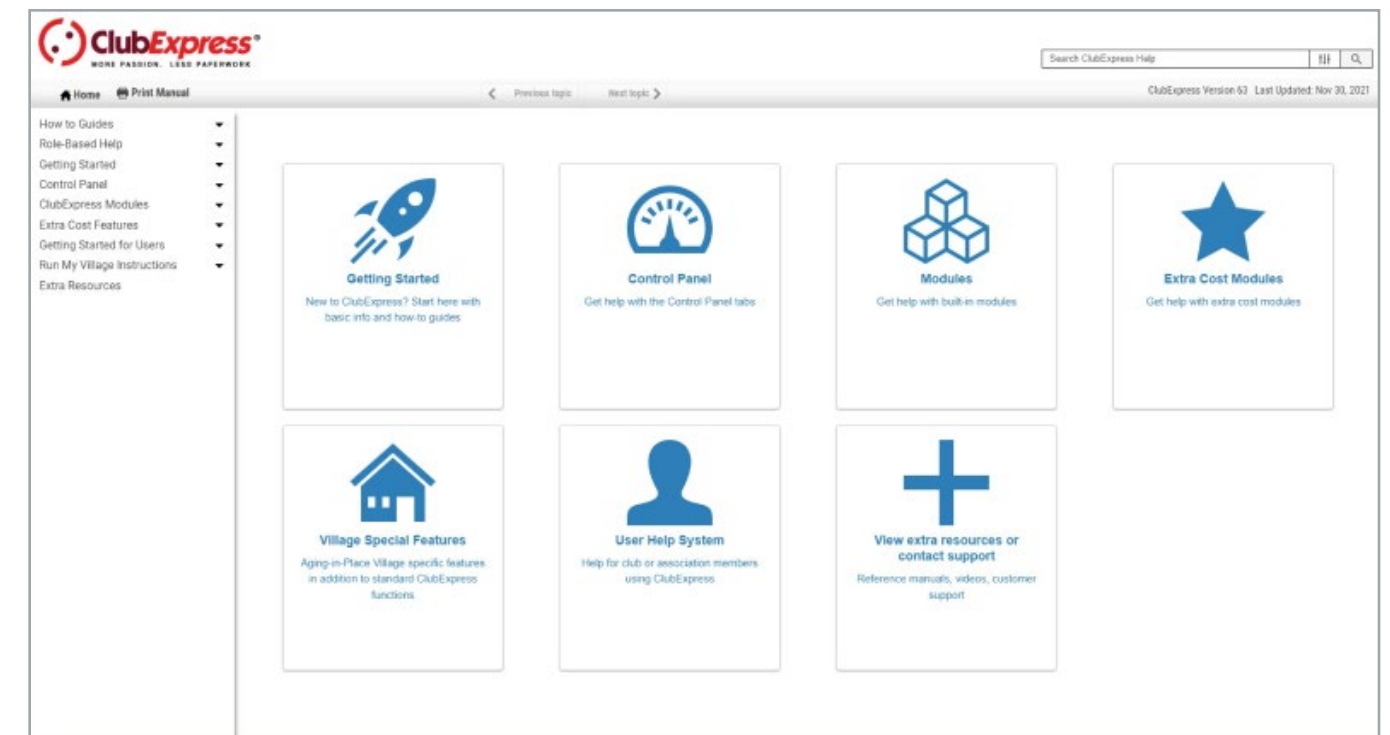 ClubExpress®
MORE PASSION. LESS PAPERWORK
Search ClubExpress Help
Home Print Manual
Previous topic Next topic
ClubExpress Version 63 Last Updated: Nov 30, 2021
How to Guides
Role-Based Help
Getting Started
Control Panel
ClubExpress Modules
Extra Cost Features
Getting Started for Users
Run My Village Instructions
Extra Resources
Getting Started
New to ClubExpress? Start here with
basic info and how-to guides
Control Panel
Get help with the Control Panel tabs
Modules
Get help with built-in modules
Extra Cost Modules
Get help with extra cost modules
Village Special Features
Aging-in-Place Village specific features
in addition to standard ClubExpress
functions
User Help System
Help for club or association members
using ClubExpress
View extra resources or
contact support
Reference manuals, videos, customer
support